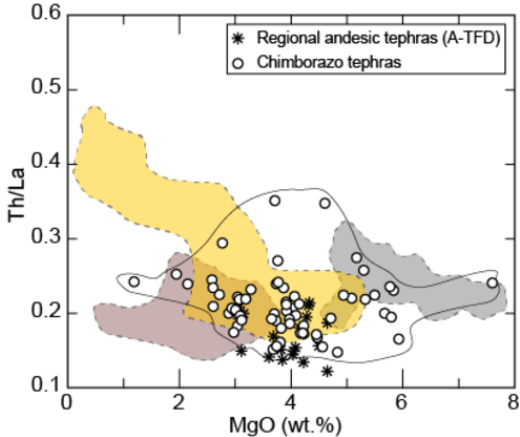 0.6
0.5
0.4
0.3
0.2
0.1
Th/La
Regional andesic tephras (A-TFD)
Chimborazo tephras
0 2 4 6 8
MgO (wt.%)